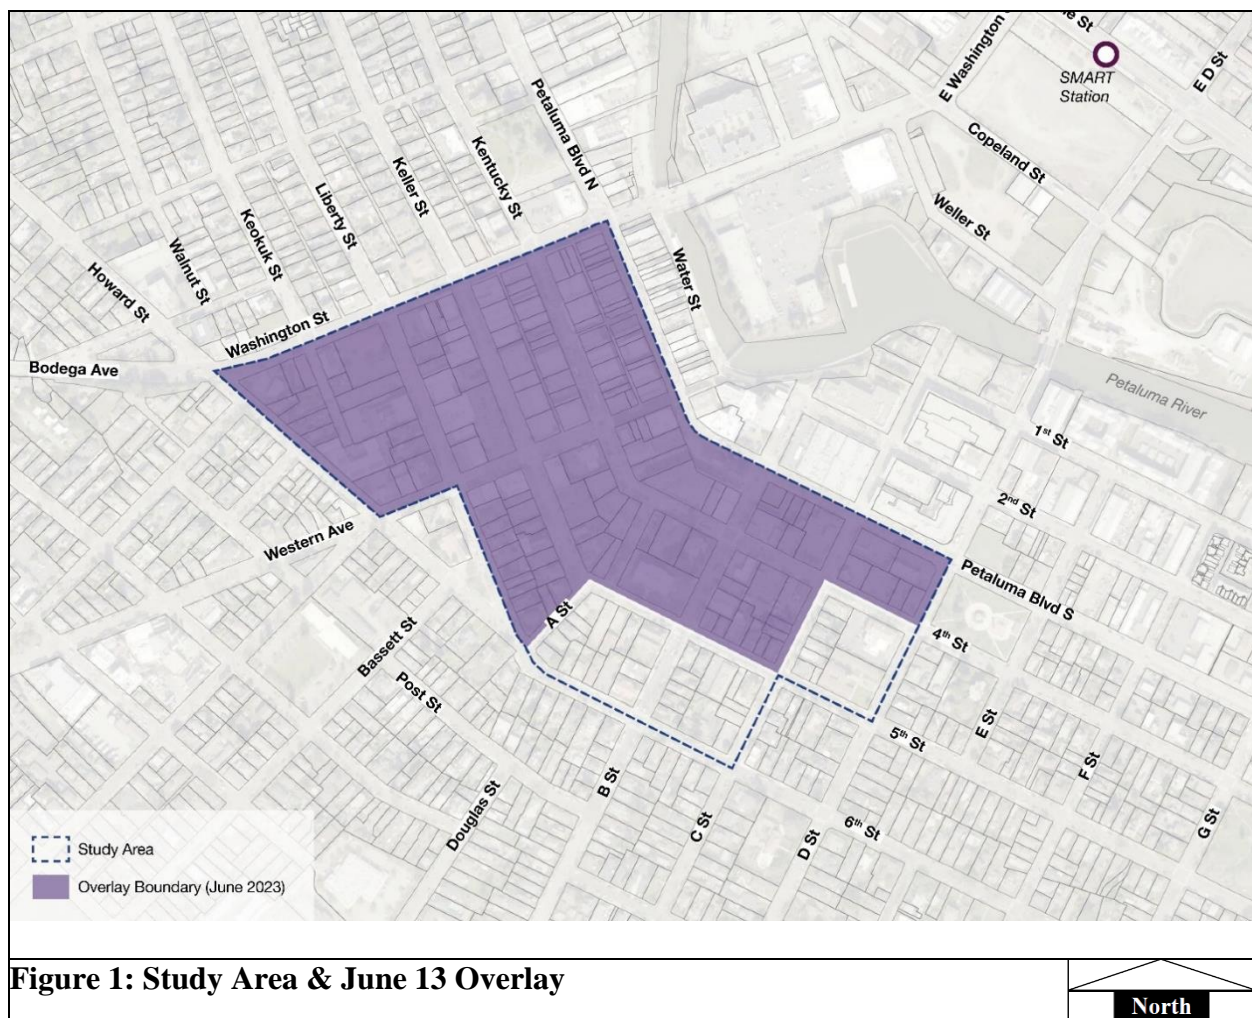 E Washington
Petaluma Blvd N
SMART
Station
E D St
Kentucky St
Copeland St
Keller St
Liberty St
Weller St
Keokuk St
Walnut St
Water St
Howard St
Washington St
Bodega Ave
Petaluma River
1st St
2nd St
Western Ave
Petaluma Blvd S
A St
4th St
Bassett St
Post St
E St
5th St
F St
B St
Douglas St
C St
6th St
D St
G St
Study Area
Overlay Boundary (June 2023)
Figure 1: Study Area & June 13 Overlay
North